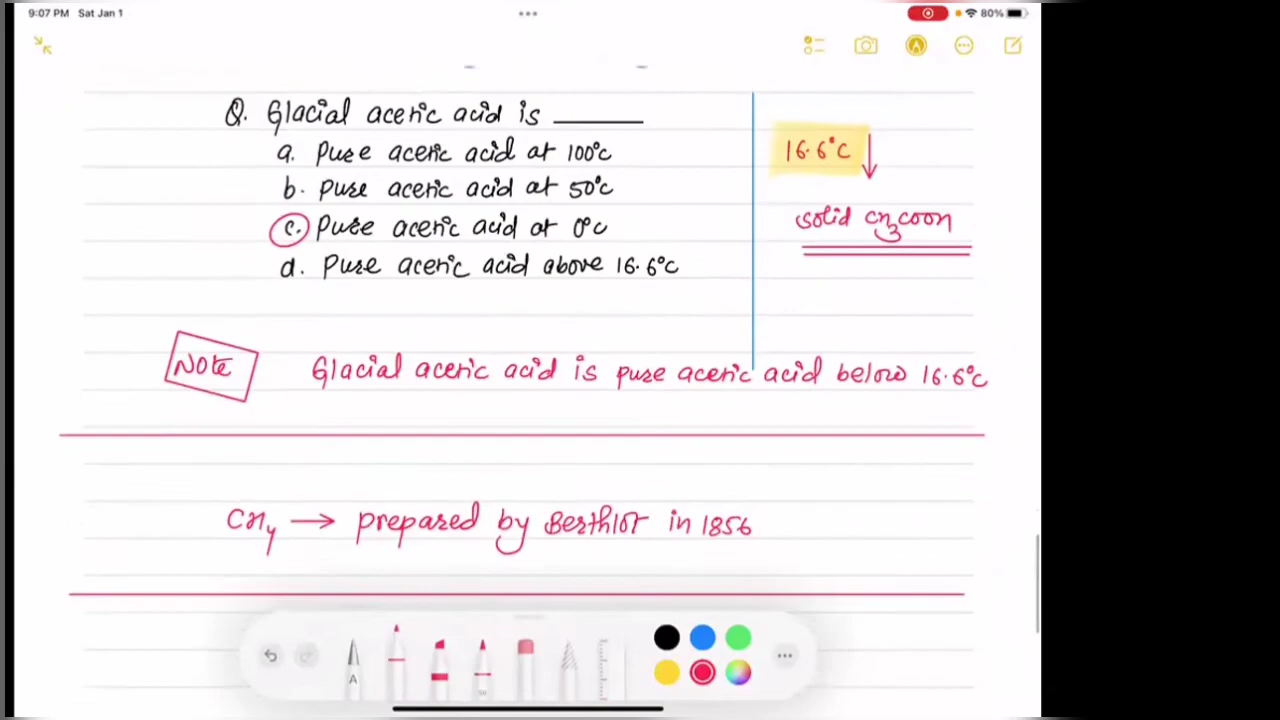 9:07 PM Sat Jan 1
80%
Q. Glacial acetic acid is ______
a. Pure acetic acid at 100°C
b. Pure acetic acid at 50°C
c. Pure acetic acid at 0°C
d. Pure acetic acid above 16.6°C
16.6°C ↓
solid CH3COOH
Note
Glacial acetic acid is pure acetic acid below 16.6°C
CH4 → prepared by Berthlot in 1856
A